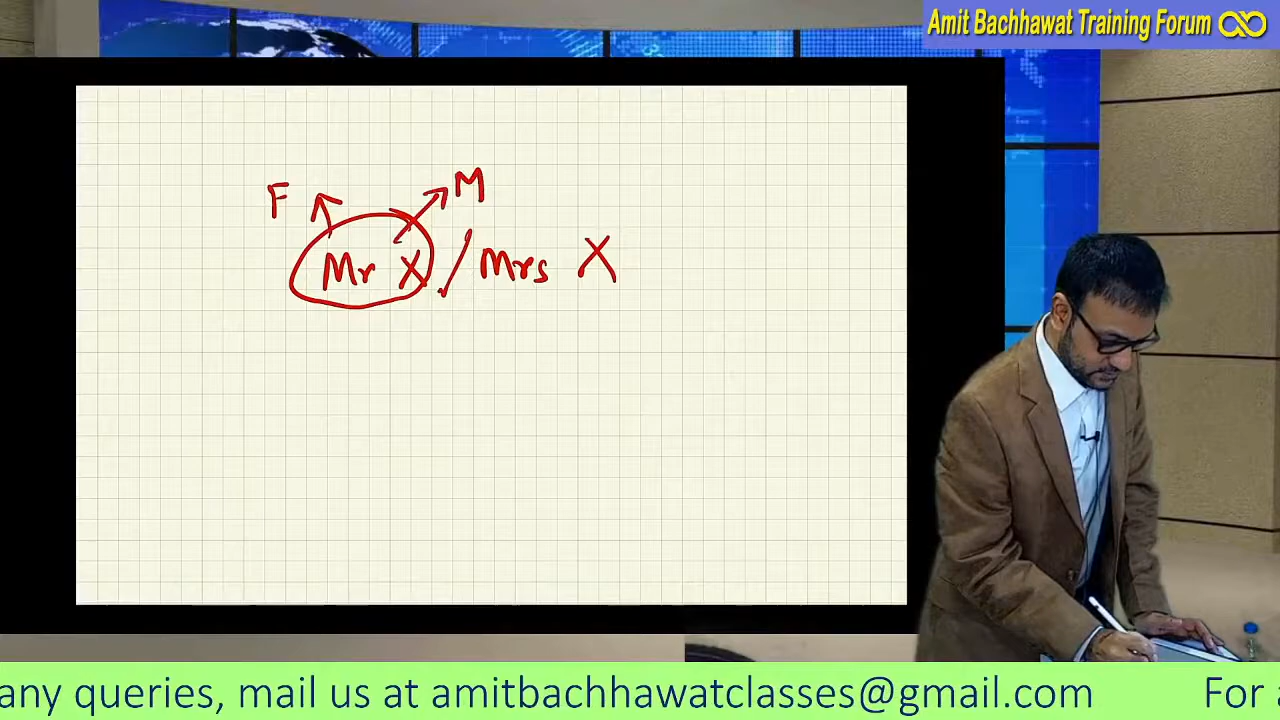 Amit Bachhawat Training Forum
F
M
Mr X / Mrs X
any queries, mail us at amitbachhawatclasses@gmail.com For a